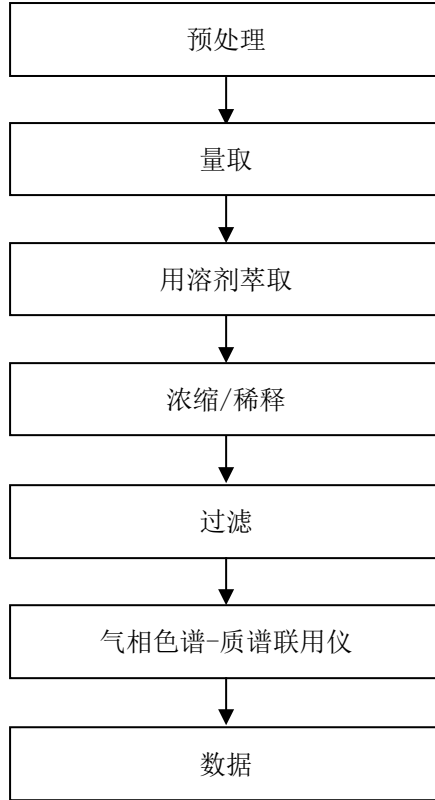 预处理
量取
用溶剂萃取
浓缩/稀释
过滤
气相色谱-质谱联用仪
数据